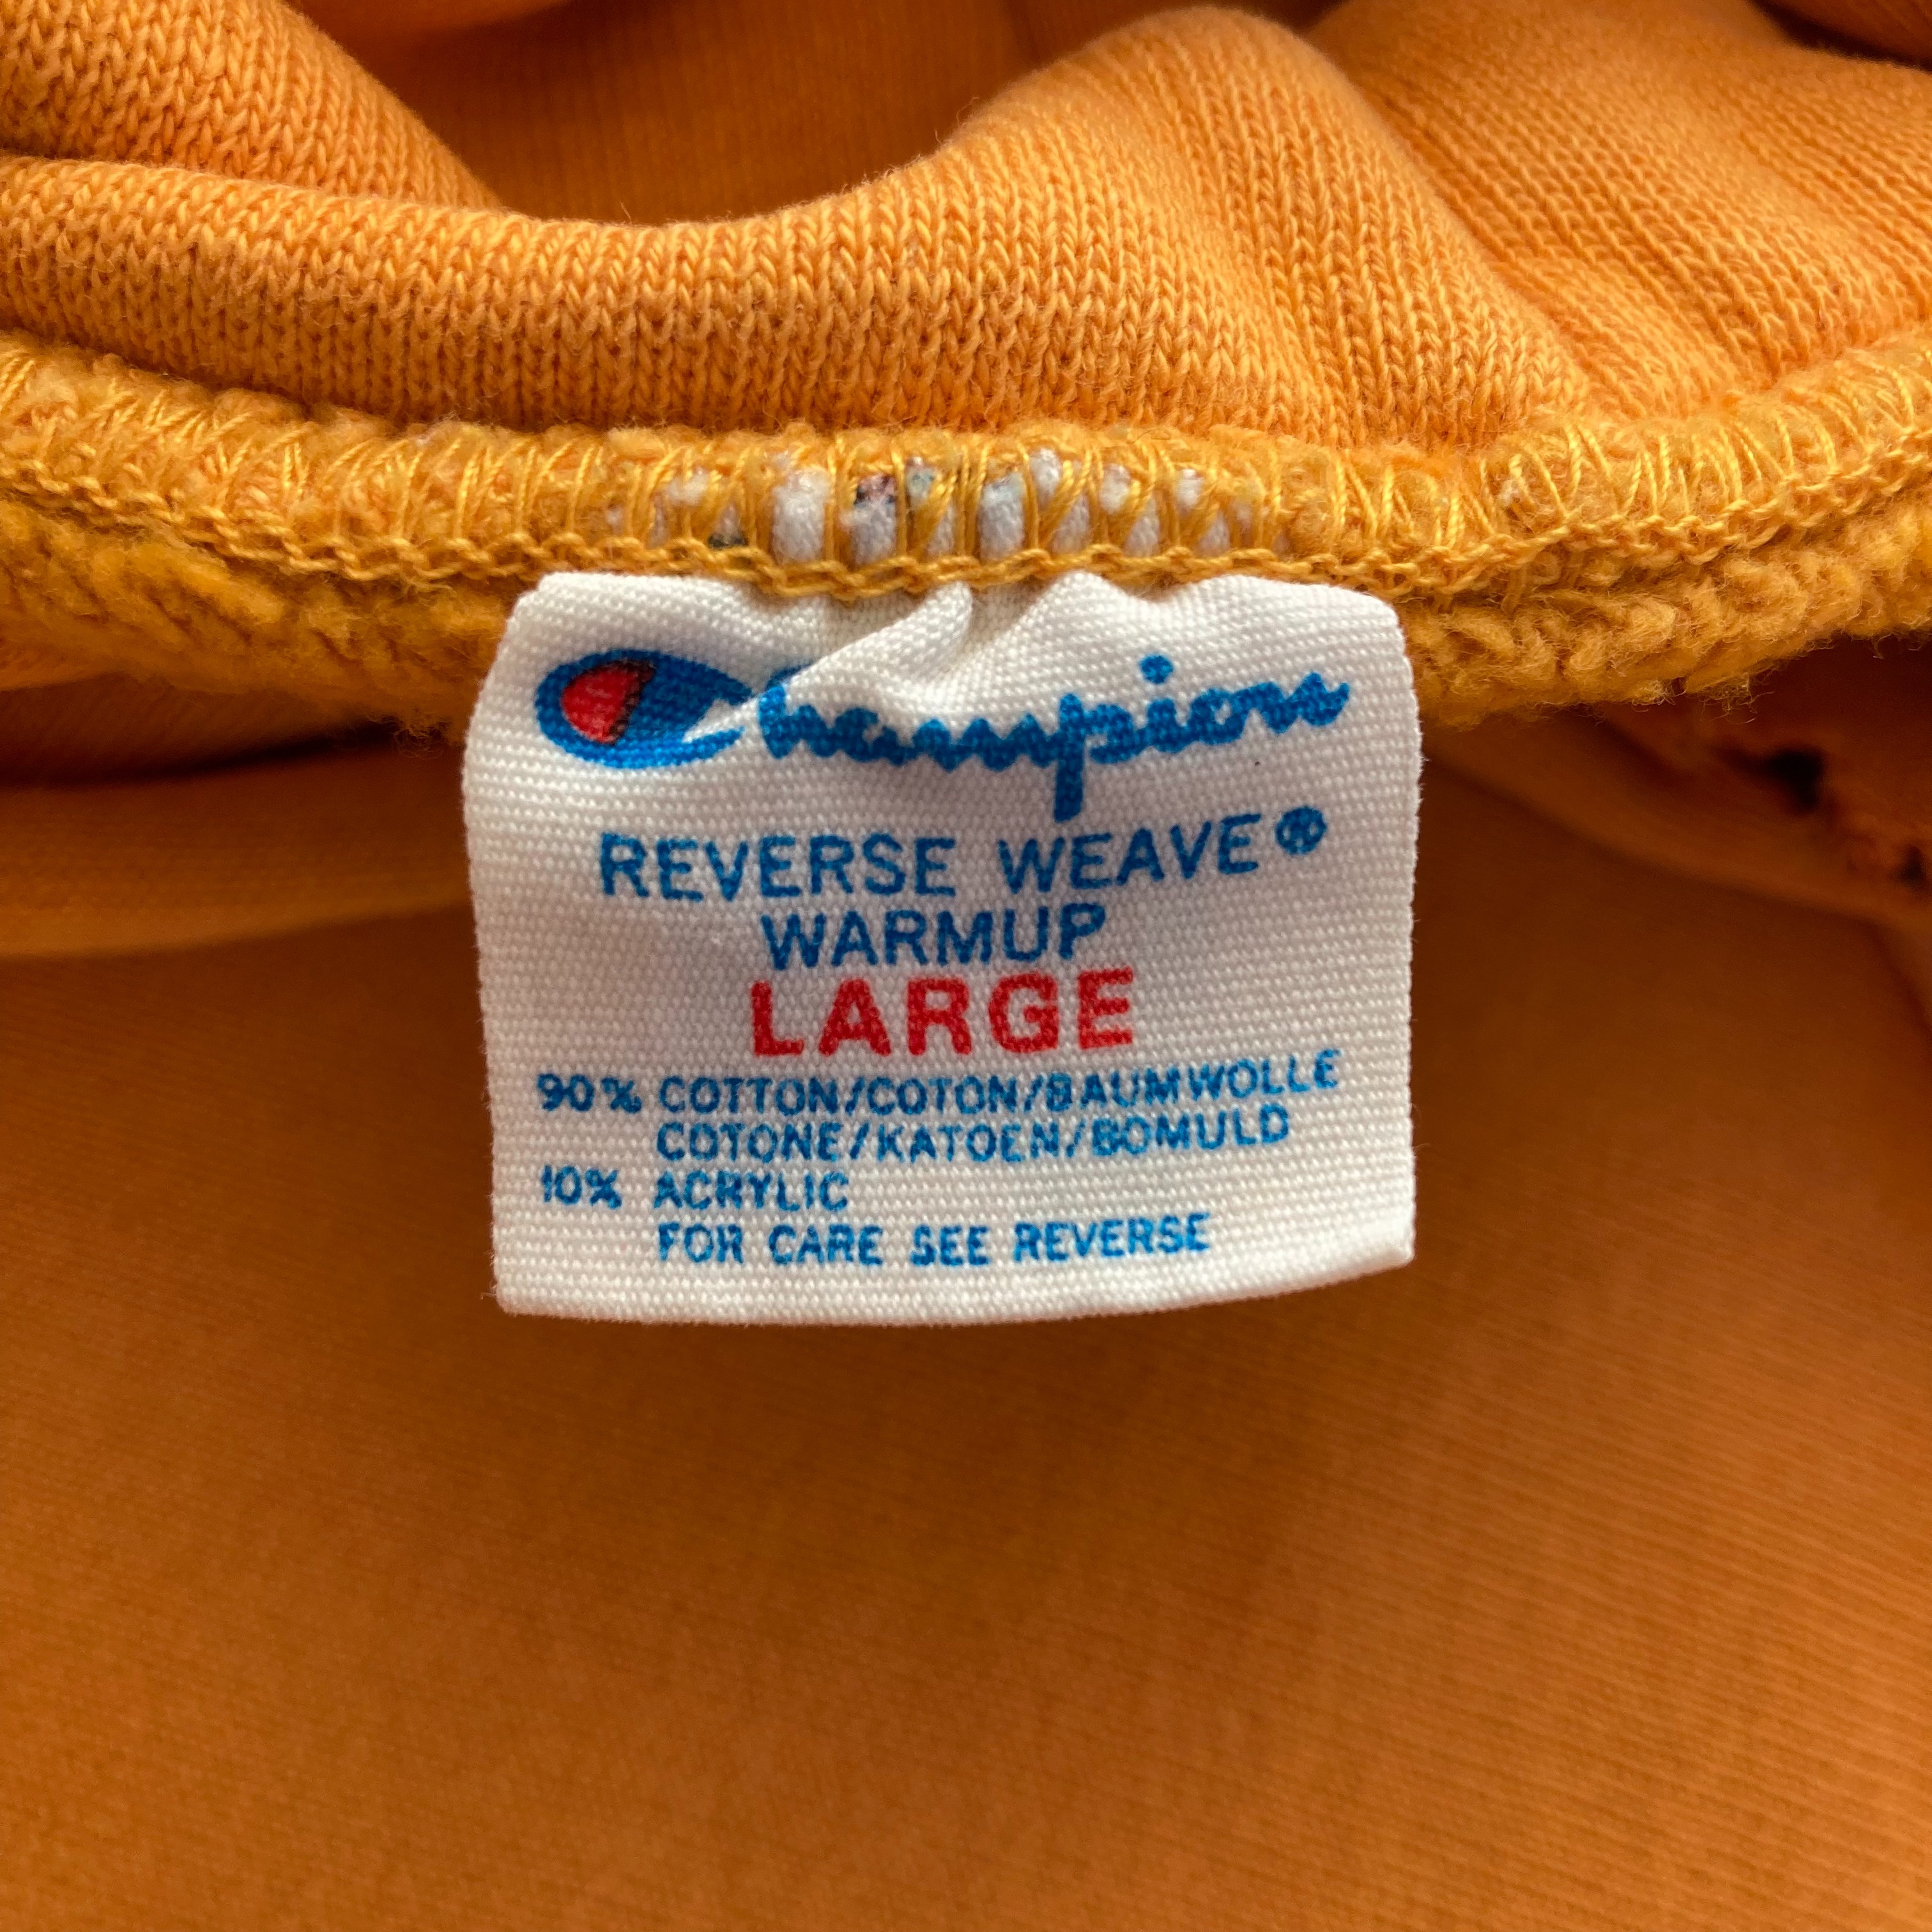 Champion
REVERSE WEAVE®
WARMUP
LARGE
90% COTTON/COTON/BAUMWOLLE
COTONE/KATOEN/BOMULD
10% ACRYLIC
FOR CARE SEE REVERSE